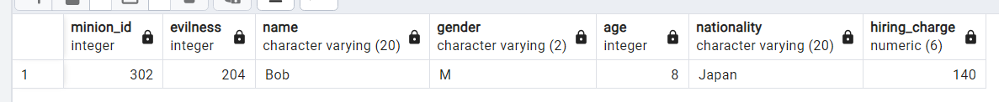 minion_id evilness name gender age nationality hiring_charge
integer integer character varying (20) character varying (2) integer character varying (20) numeric (6)
1 302 204 Bob M 8 Japan 140